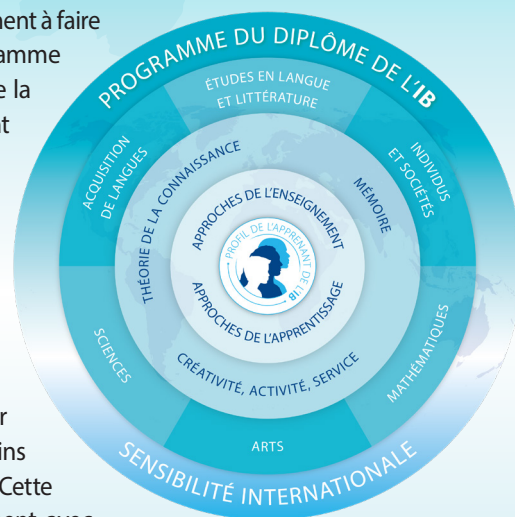 ment à faire
amme
e la
nt
r
ins
Cette
ment avec
PROGRAMME DU DIPLÔME DE L'IB
ÉTUDES EN LANGUE
ET LITTÉRATURE
ACQUISITION
DE LANGUES
INDIVIDUS
ET SOCIÉTÉS
THÉORIE DE LA CONNAISSANCE
MÉMOIRE
APPROCHES DE L'ENSEIGNEMENT
PROFIL DE L'APPRENANT DE L'IB
APPROCHES DE L'APPRENTISSAGE
SCIENCES
MATHÉMATIQUES
CRÉATIVITÉ, ACTIVITÉ, SERVICE
ARTS
SENSIBILITÉ INTERNATIONALE